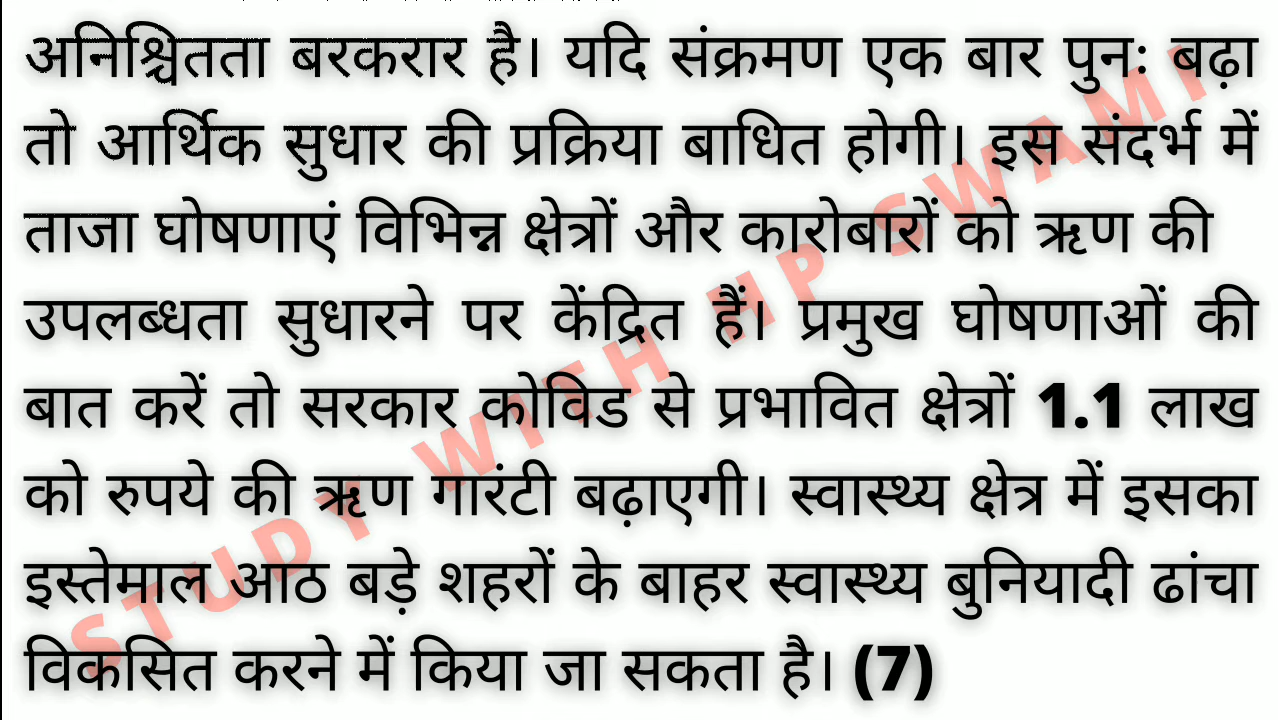 अनिश्चितता बरकरार है। यदि संक्रमण एक बार पुनः बढ़ा
तो आर्थिक सुधार की प्रक्रिया बाधित होगी। इस संदर्भ में
ताजा घोषणाएं विभिन्न क्षेत्रों और कारोबारों को ऋण की
उपलब्धता सुधारने पर केंद्रित हैं। प्रमुख घोषणाओं की
बात करें तो सरकार कोविड से प्रभावित क्षेत्रों 1.1 लाख
को रुपये की ऋण गारंटी बढ़ाएगी। स्वास्थ्य क्षेत्र में इसका
इस्तेमाल आठ बड़े शहरों के बाहर स्वास्थ्य बुनियादी ढांचा
विकसित करने में किया जा सकता है। (7)
STUDY WITH HP SWAMI